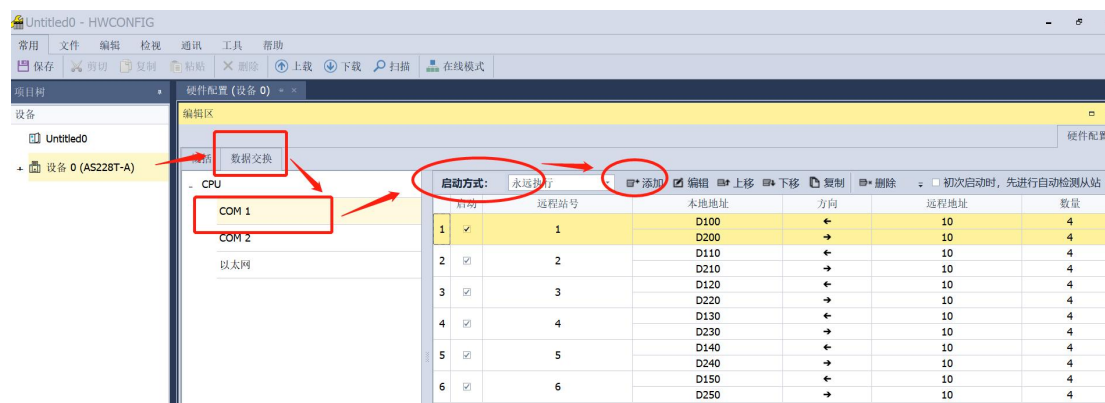 Untitled0 - HWCONFIG
常用 文件 编辑 检视 通讯 工具 帮助
保存 剪切 复制 粘贴 删除 上载 下载 扫描 在线模式
项目树 硬件配置 (设备 0)
设备 编辑区
Untitled0 硬件配置
设备 0 (AS228T-A) 数据交换
CPU 启动方式： 永远执行 添加 编辑 上移 下移 复制 删除 初次启动时，先进行自动检测从站
COM 1 启动 远程站号 本地地址 方向 远程地址 数量
1 1 D100 ← 10 4
D200 → 10 4
COM 2
2 2 D110 ← 10 4
D210 → 10 4
以太网
3 3 D120 ← 10 4
D220 → 10 4
4 4 D130 ← 10 4
D230 → 10 4
5 5 D140 ← 10 4
D240 → 10 4
6 6 D150 ← 10 4
D250 → 10 4